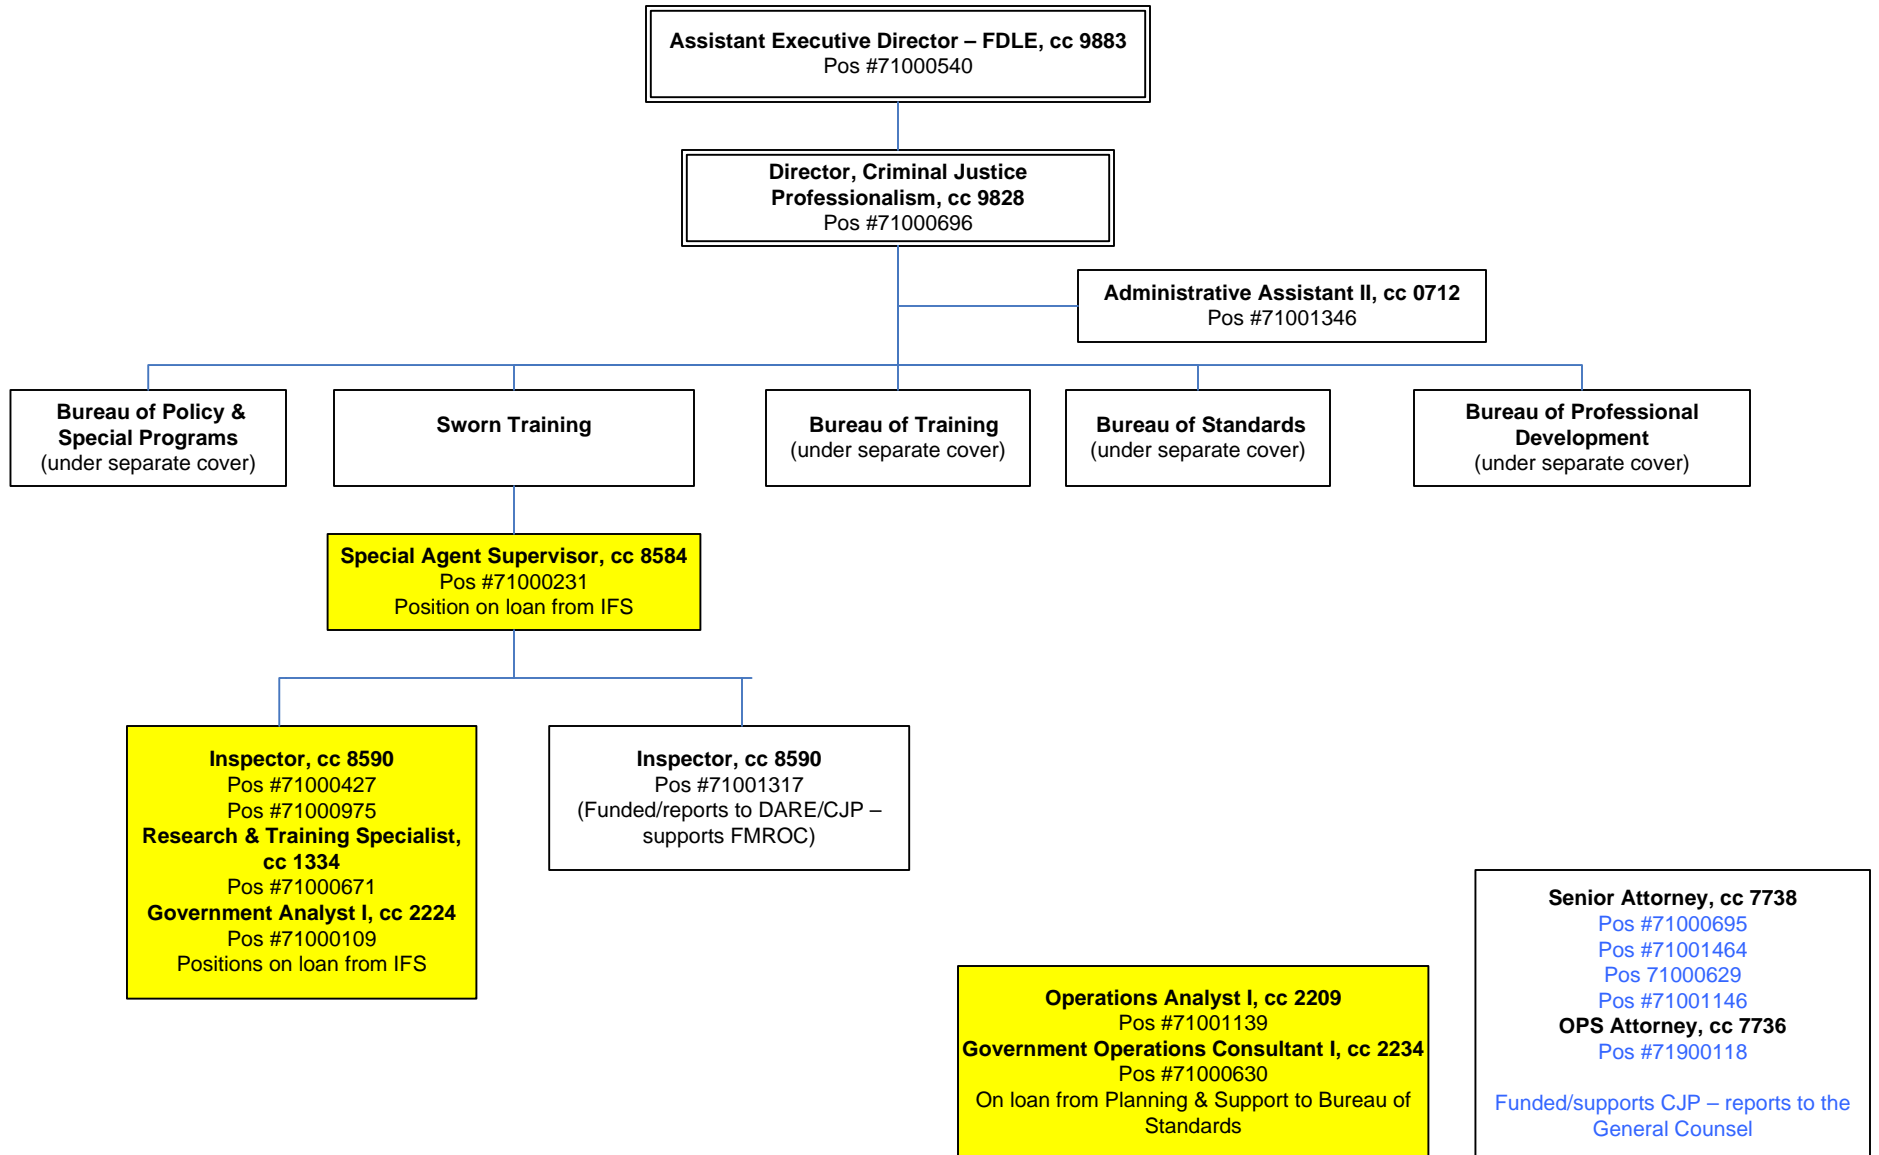 Assistant Executive Director – FDLE, cc 9883
Pos #71000540
Director, Criminal Justice
Professionalism, cc 9828
Pos #71000696
Administrative Assistant II, cc 0712
Pos #71001346
Bureau of Policy &
Special Programs
(under separate cover)
Sworn Training
Bureau of Training
(under separate cover)
Bureau of Standards
(under separate cover)
Bureau of Professional
Development
(under separate cover)
Special Agent Supervisor, cc 8584
Pos #71000231
Position on loan from IFS
Inspector, cc 8590
Pos #71000427
Pos #71000975
Research & Training Specialist,
cc 1334
Pos #71000671
Government Analyst I, cc 2224
Pos #71000109
Positions on loan from IFS
Inspector, cc 8590
Pos #71001317
(Funded/reports to DARE/CJP –
supports FMROC)
Operations Analyst I, cc 2209
Pos #71001139
Government Operations Consultant I, cc 2234
Pos #71000630
On loan from Planning & Support to Bureau of
Standards
Senior Attorney, cc 7738
Pos #71000695
Pos #71001464
Pos 71000629
Pos #71001146
OPS Attorney, cc 7736
Pos #71900118
Funded/supports CJP – reports to the
General Counsel